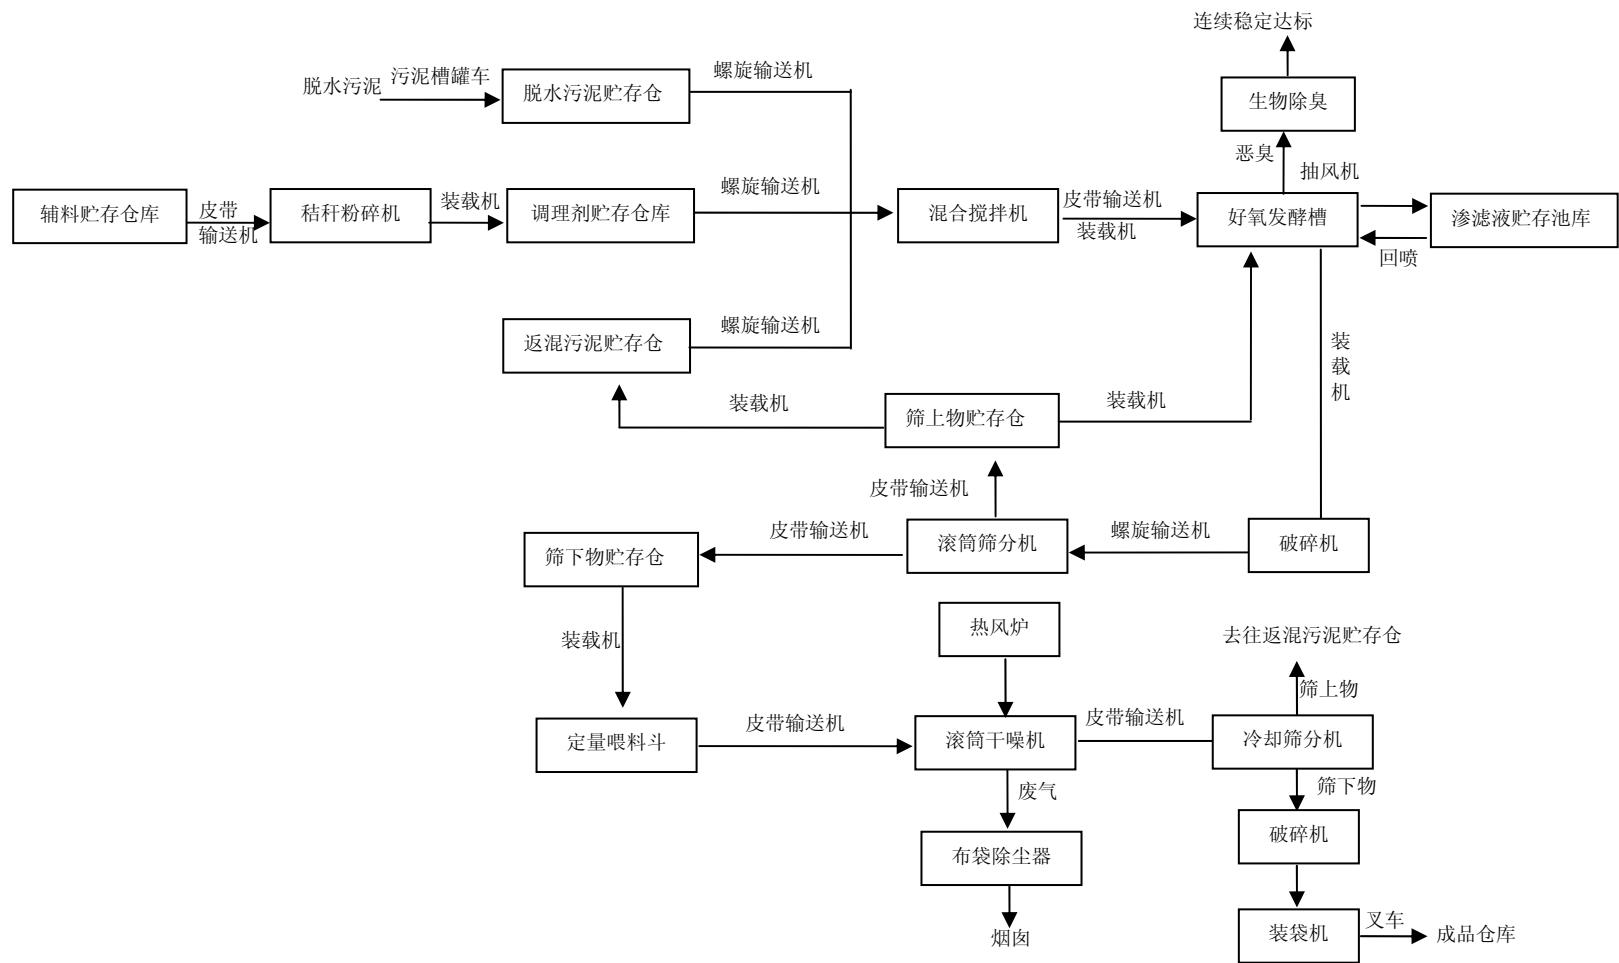 连续稳定达标
脱水污泥
污泥槽罐车
脱水污泥贮存仓
螺旋输送机
生物除臭
恶臭
抽风机
辅料贮存仓库
皮带
输送机
秸秆粉碎机
装载机
调理剂贮存仓库
螺旋输送机
混合搅拌机
皮带输送机
装载机
好氧发酵槽
渗滤液贮存池库
回喷
返混污泥贮存仓
螺旋输送机
装
载
机
装载机
筛上物贮存仓
装载机
皮带输送机
筛下物贮存仓
皮带输送机
滚筒筛分机
螺旋输送机
破碎机
装载机
热风炉
去往返混污泥贮存仓
筛上物
定量喂料斗
皮带输送机
滚筒干噪机
皮带输送机
冷却筛分机
废气
筛下物
布袋除尘器
破碎机
烟囱
装袋机
叉车
成品仓库